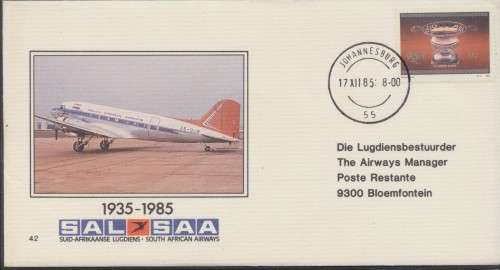 JOHANNESBURG
17 XII 85: 8-00
55
Die Lugdiensbestuurder
The Airways Manager
Poste Restante
9300 Bloemfontein
1935-1985
SAL SAA
SUID-AFRIKAANSE LUGDIENS · SOUTH AFRICAN AIRWAYS
42